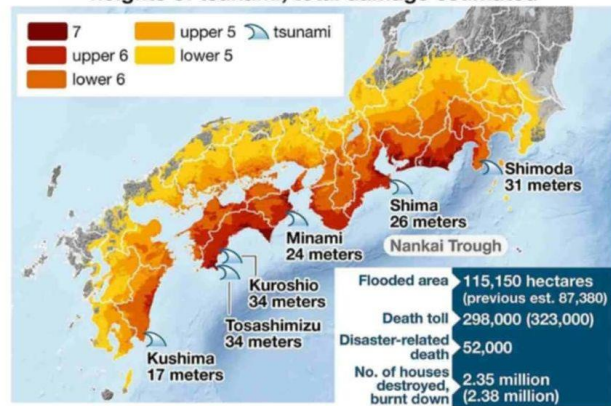 7
upper 6
lower 6
upper 5
lower 5
tsunami
Shimoda
31 meters
Shima
26 meters
Minami
24 meters
Nankai Trough
Kuroshio
34 meters
Tosashimizu
34 meters
Kushima
17 meters
Flooded area
115,150 hectares
(previous est. 87,380)
Death toll
298,000 (323,000)
Disaster-related
death
52,000
No. of houses
destroyed,
burnt down
2.35 million
(2.38 million)